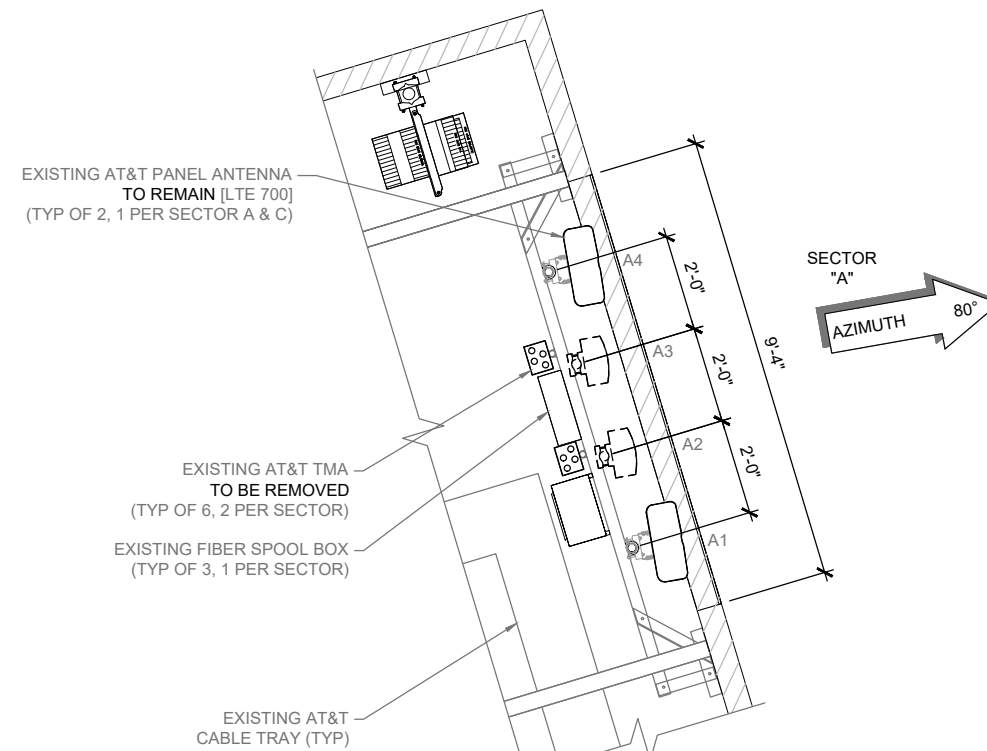 EXISTING AT&T PANEL ANTENNA
TO REMAIN [LTE 700]
(TYP OF 2, 1 PER SECTOR A & C)
A4
2'-0"
SECTOR
"A"
AZIMUTH 80°
A3
2'-0"
9'-4"
A2
2'-0"
EXISTING AT&T TMA
TO BE REMOVED
(TYP OF 6, 2 PER SECTOR)
A1
EXISTING FIBER SPOOL BOX
(TYP OF 3, 1 PER SECTOR)
EXISTING AT&T
CABLE TRAY (TYP)